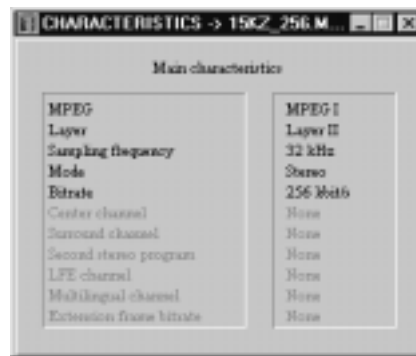 CHARACTERISTICS -> 15KZ_256.M...
Main characteristics
MPEG MPEG I
Layer Layer II
Sampling frequency 32 kHz
Mode Stereo
Bitrate 256 kbit/s
Center channel None
Surround channel None
Second stereo program None
LFE channel None
Multilingual channel None
Extension frame bitrate None